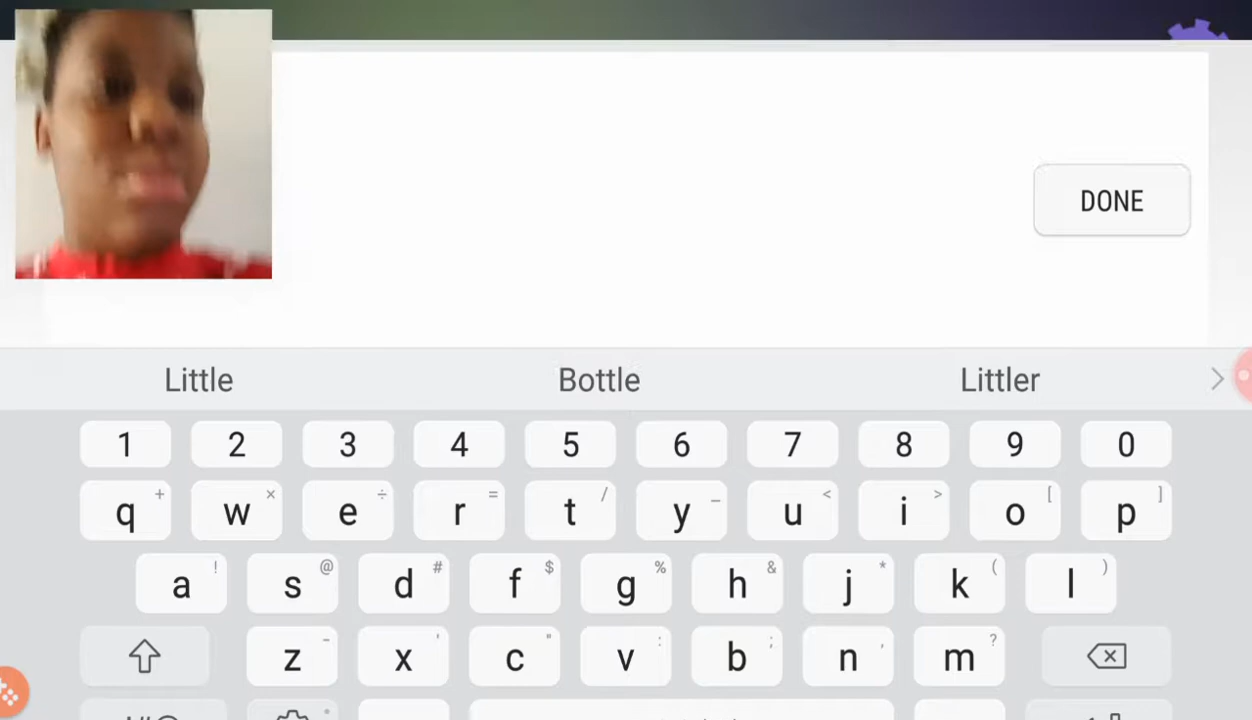 DONE
Little Bottle Littler
1 2 3 4 5 6 7 8 9 0
q + w × e ÷ r = t / y _ u < i > o [ p ]
a ! s @ d # f $ g % h & j * k ( l )
z - x ' c " v : b ; n , m ?